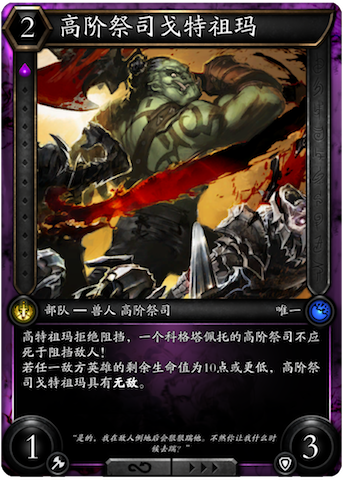 2
高阶祭司戈特祖玛
部队 — 兽人 高阶祭司
唯一
高特祖玛拒绝阻挡，一个科格塔佩托的高阶祭司不应
死于阻挡敌人！
若任一敌方英雄的剩余生命值为10点或更低，高阶祭
司戈特祖玛具有无敌。
"是的，我在敌人倒地后会狠狠踹他。不然你让我什么时
候去踹？"
1
3